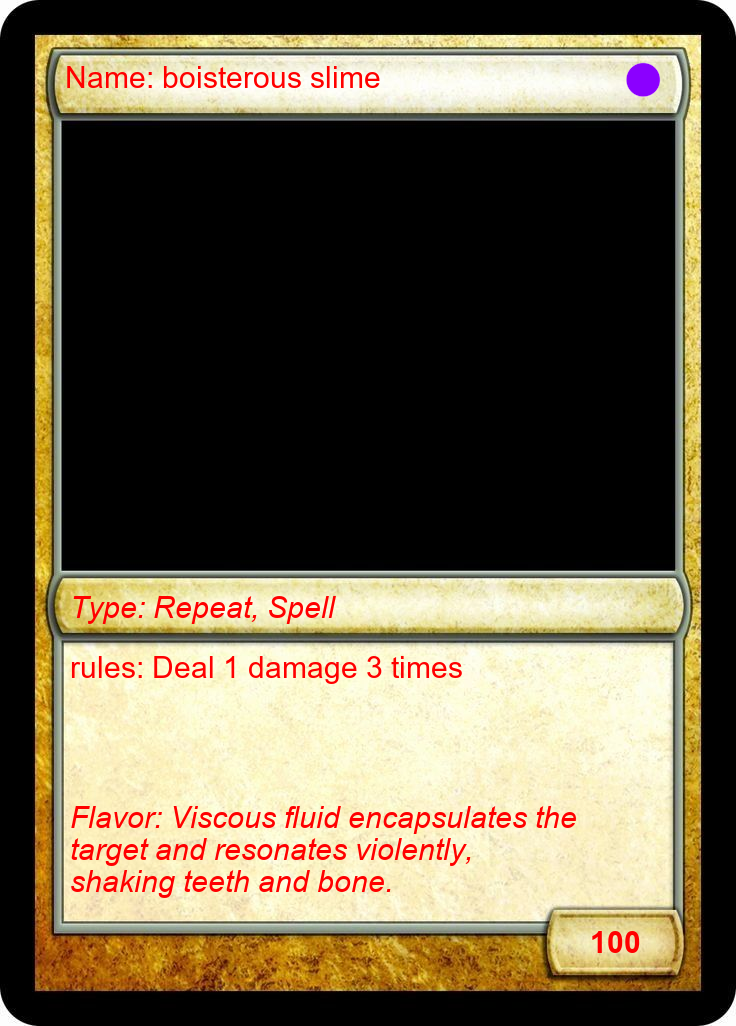 Name: boisterous slime
Type: Repeat, Spell
rules: Deal 1 damage 3 times
Flavor: Viscous fluid encapsulates the
target and resonates violently,
shaking teeth and bone.
100